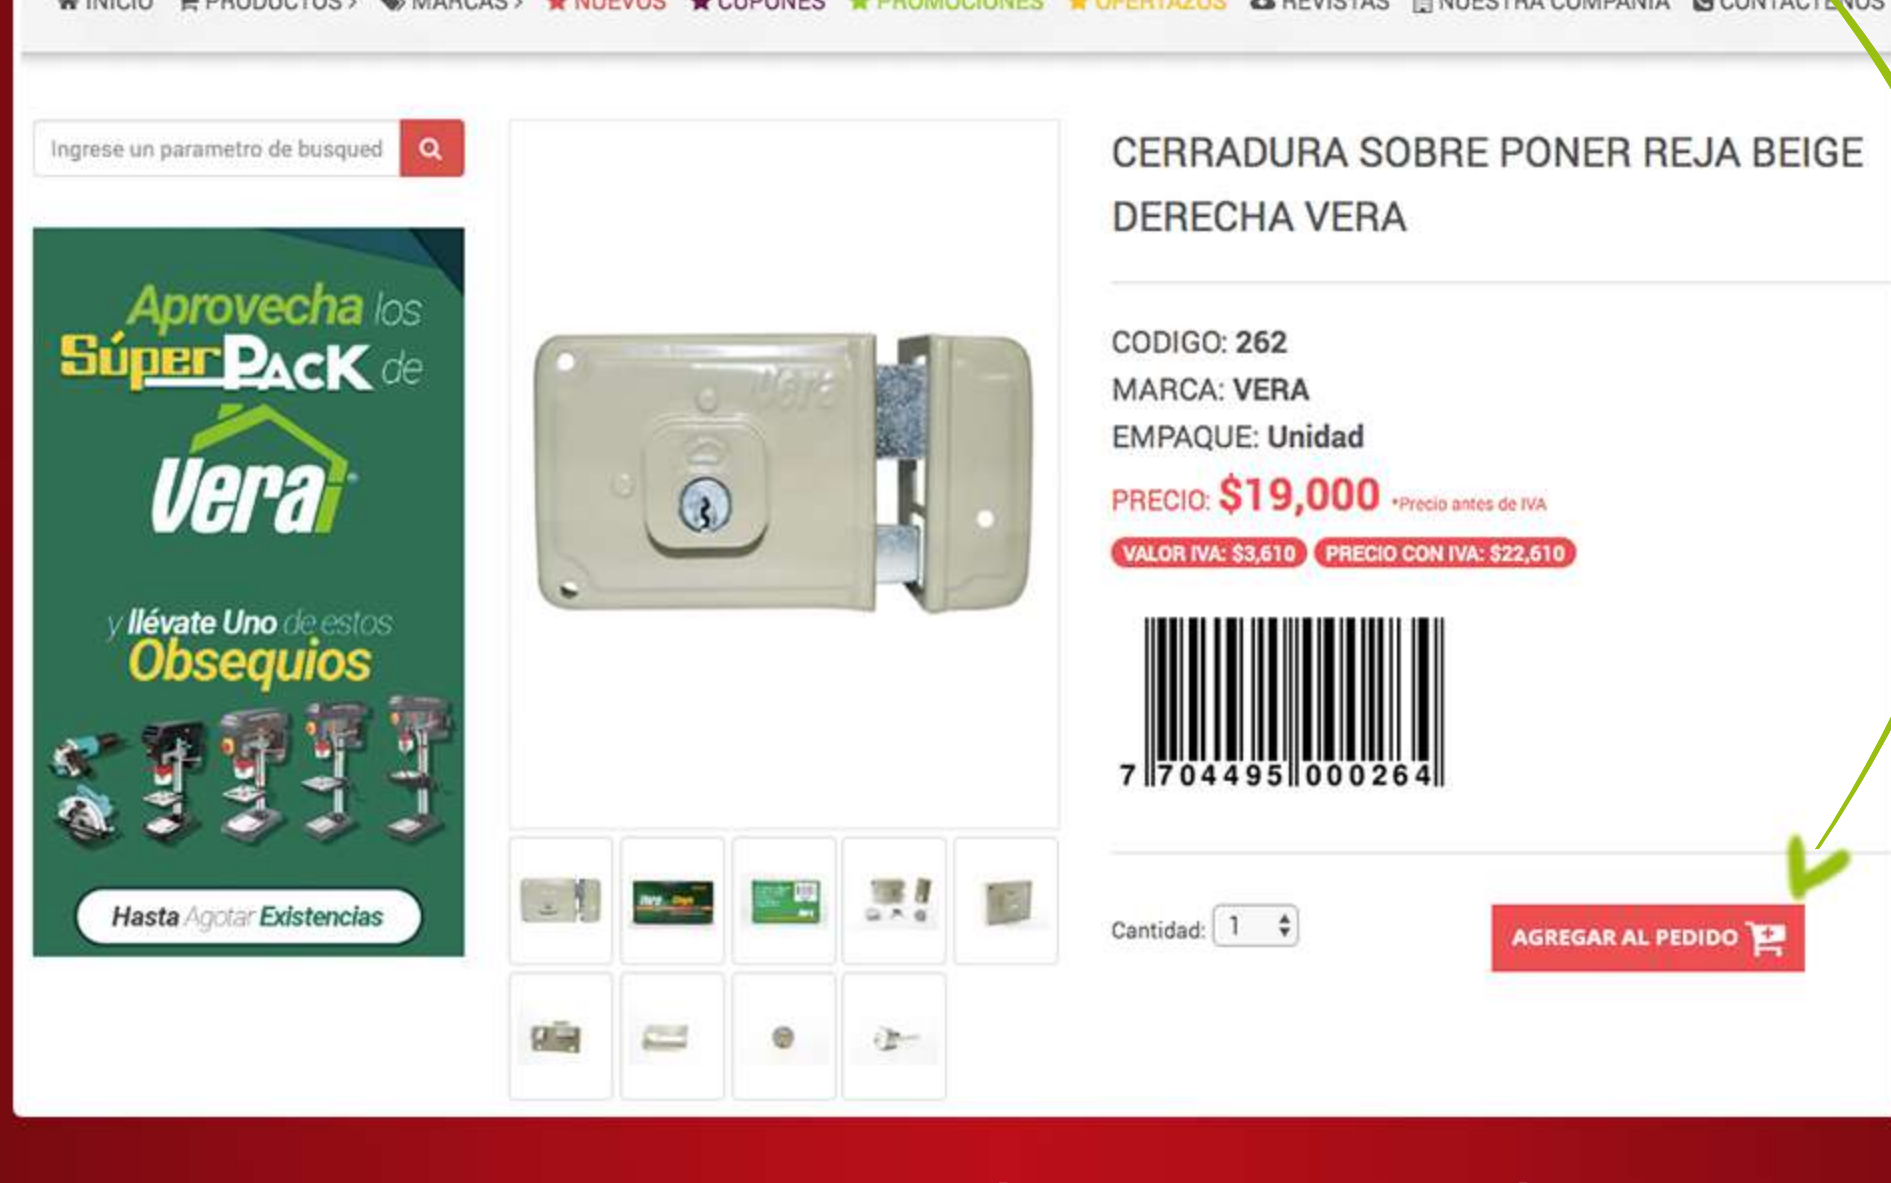 INICIO PRODUCTOS> MARCAS> NUEVOS CUPONES PROMOCIONES OFERTAZOS REVISTAS NUESTRA COMPAÑIA CONTACTENOS
Ingrese un parametro de busqued
Aprovecha los
SúperPACK de
Vera
y llévate Uno de estos
Obsequios
Hasta Agotar Existencias
Vera
CERRADURA SOBRE PONER REJA BEIGE
DERECHA VERA
CODIGO: 262
MARCA: VERA
EMPAQUE: Unidad
PRECIO: $19,000 *Precio antes de IVA
VALOR IVA: $3,610 PRECIO CON IVA: $22,610
7 704495 000264
Cantidad: 1
AGREGAR AL PEDIDO